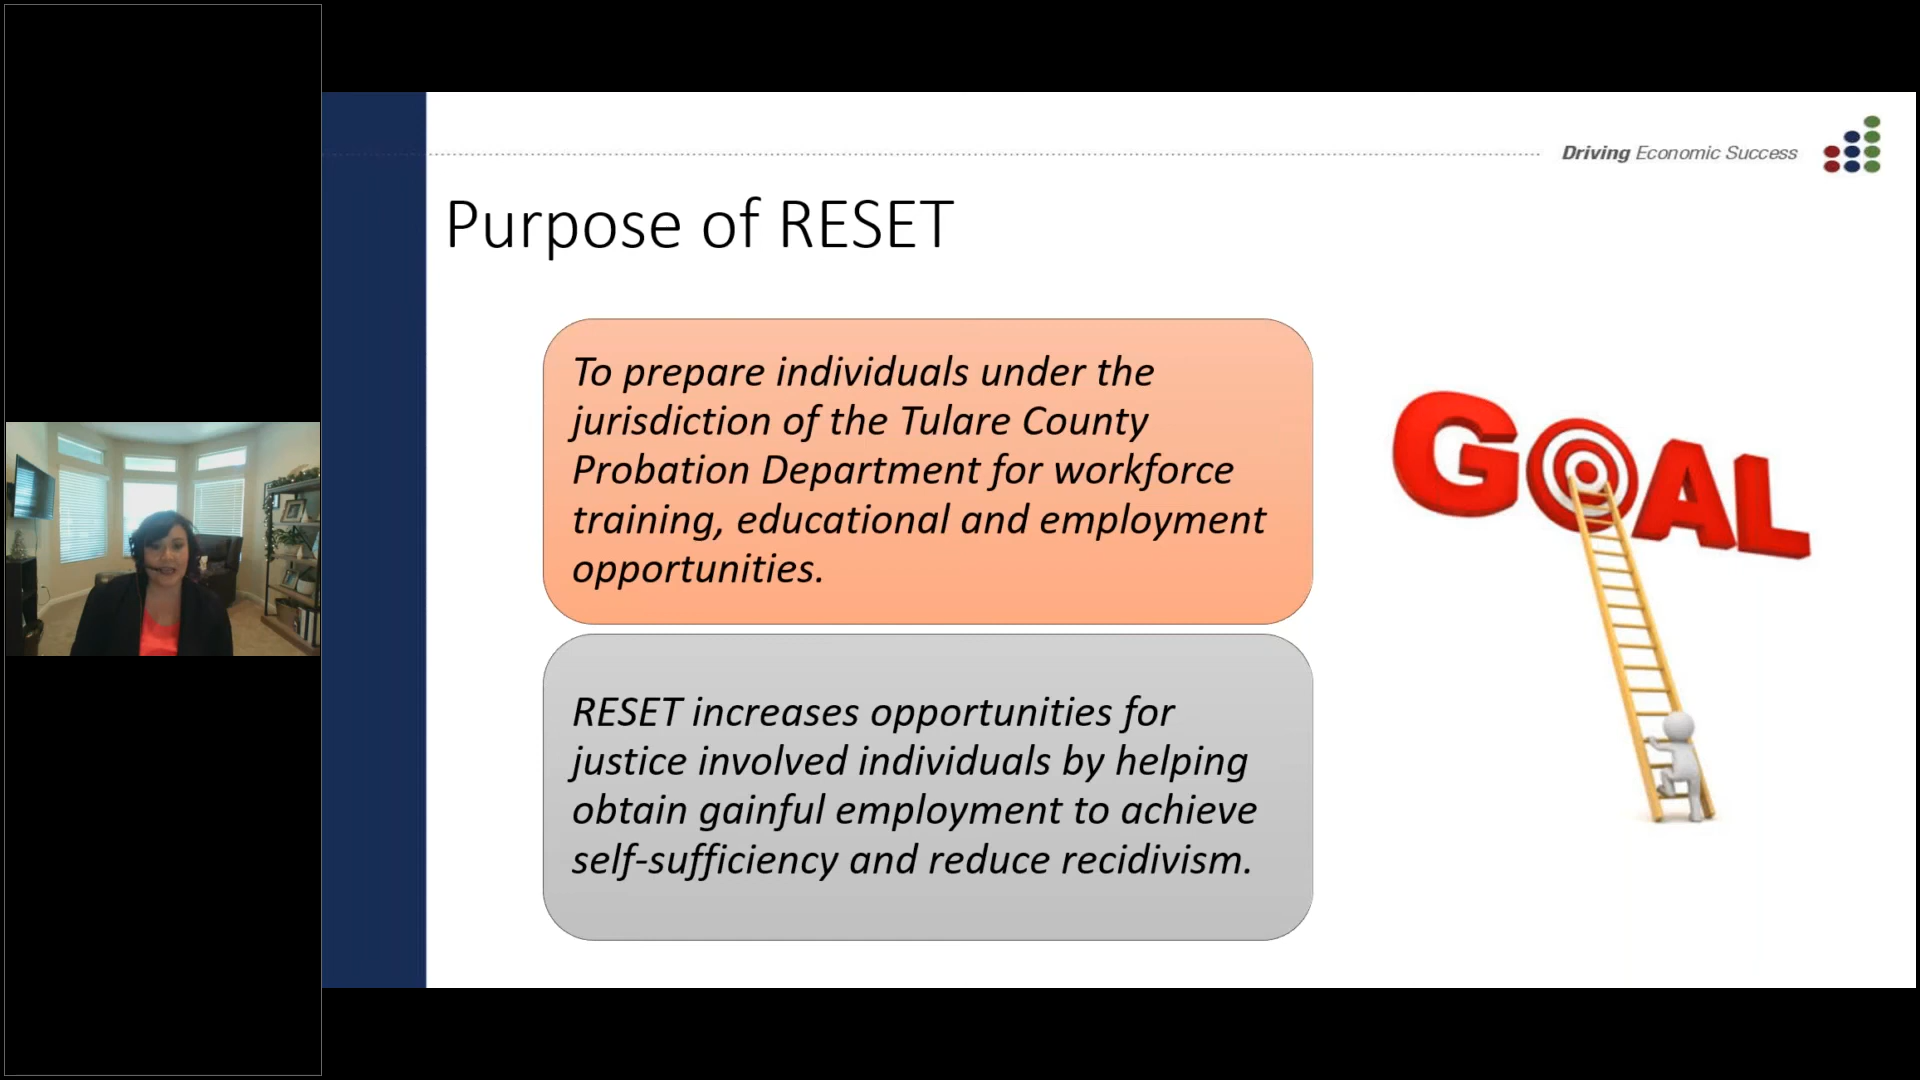 Driving Economic Success
Purpose of RESET
To prepare individuals under the
jurisdiction of the Tulare County
Probation Department for workforce
training, educational and employment
opportunities.
GOAL
RESET increases opportunities for
justice involved individuals by helping
obtain gainful employment to achieve
self-sufficiency and reduce recidivism.